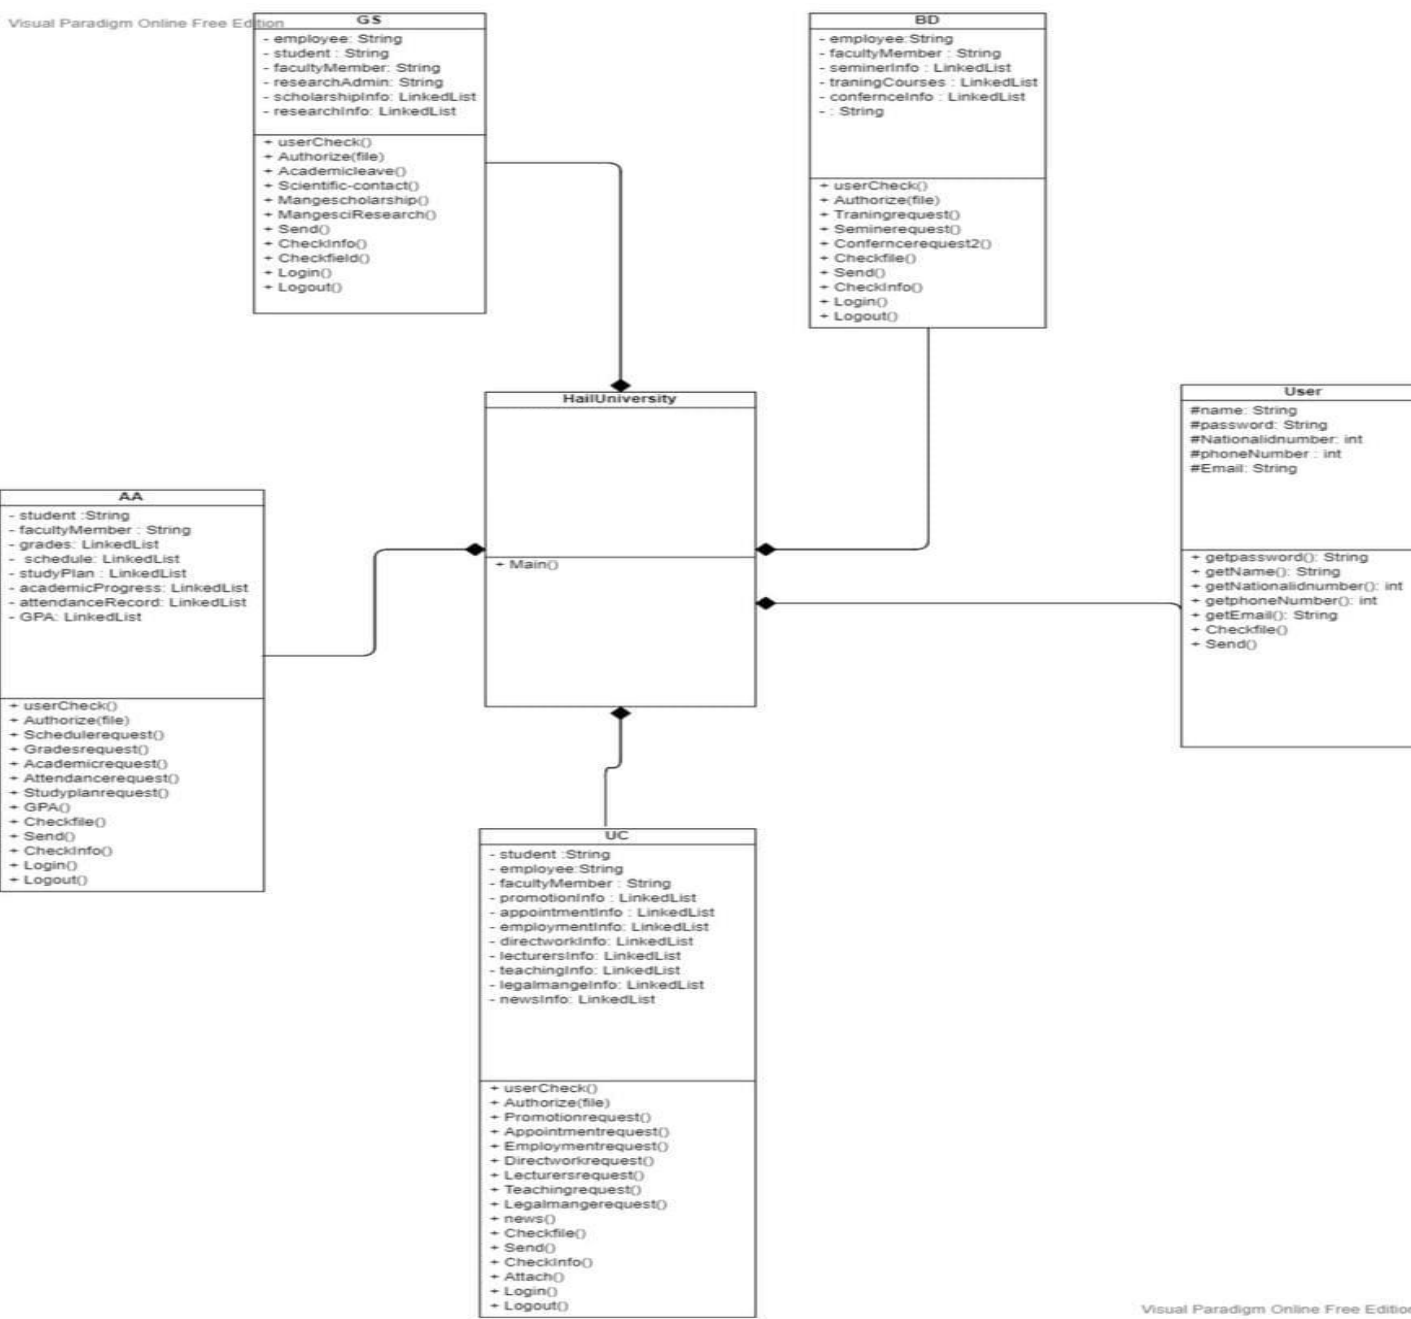 Visual Paradigm Online Free Edition
GS
- employee: String
- student : String
- facultyMember: String
- researchAdmin: String
- scholarshipInfo: LinkedList
- researchInfo: LinkedList
+ userCheck()
+ Authorize(file)
+ Academicleave()
+ Scientific-contact()
+ Mangescholarship()
+ MangesciResearch()
+ Send()
+ CheckInfo()
+ Checkfield()
+ Login()
+ Logout()
BD
- employee:String
- facultyMember : String
- seminerInfo : LinkedList
- traningCourses : LinkedList
- confernceInfo : LinkedList
- : String
+ userCheck()
+ Authorize(file)
+ Traningrequest()
+ Seminerequest()
+ Conferncerequest2()
+ Checkfile()
+ Send()
+ CheckInfo()
+ Login()
+ Logout()
HailUniversity
+ Main()
User
#name: String
#password: String
#Nationalidnumber: int
#phoneNumber : int
#Email: String
+ getpassword(): String
+ getName(): String
+ getNationalidnumber(): int
+ getphoneNumber(): int
+ getEmail(): String
+ Checkfile()
+ Send()
AA
- student :String
- facultyMember : String
- grades: LinkedList
- schedule: LinkedList
- studyPlan : LinkedList
- academicProgress: LinkedList
- attendanceRecord: LinkedList
- GPA: LinkedList
+ userCheck()
+ Authorize(file)
+ Schedulerequest()
+ Gradesrequest()
+ Academicrequest()
+ Attendancerequest()
+ Studyplanrequest()
+ GPA()
+ Checkfile()
+ Send()
+ CheckInfo()
+ Login()
+ Logout()
UC
- student :String
- employee:String
- facultyMember : String
- promotionInfo : LinkedList
- appointmentInfo : LinkedList
- employmentInfo: LinkedList
- directworkInfo: LinkedList
- lecturersInfo: LinkedList
- teachingInfo: LinkedList
- legalmangeInfo: LinkedList
- newsInfo: LinkedList
+ userCheck()
+ Authorize(file)
+ Promotionrequest()
+ Appointmentrequest()
+ Employmentrequest()
+ Directworkrequest()
+ Lecturersrequest()
+ Teachingrequest()
+ Legalmangerequest()
+ news()
+ Checkfile()
+ Send()
+ CheckInfo()
+ Attach()
+ Login()
+ Logout()
Visual Paradigm Online Free Edition